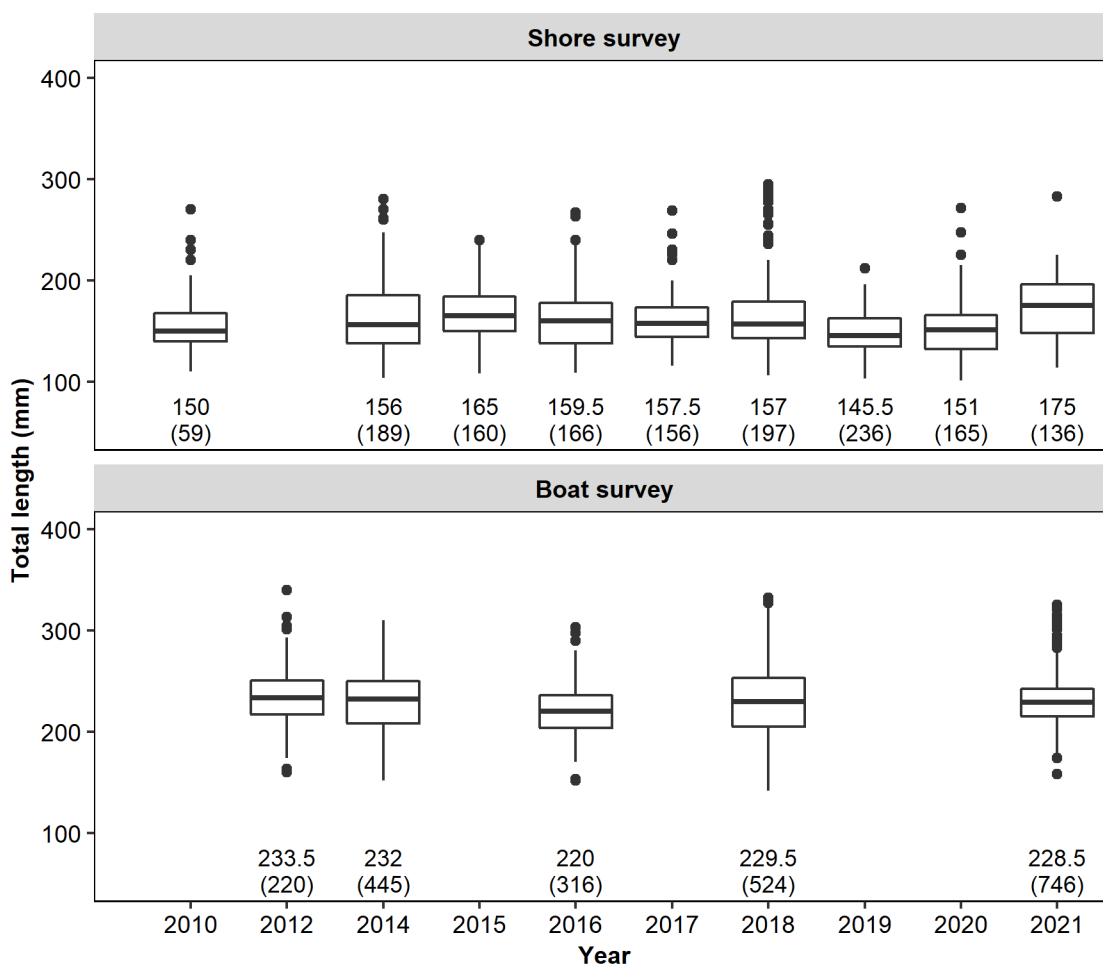 Shore survey
400
300
200
100
150 156 165 159.5 157.5 157 145.5 151 175
(59) (189) (160) (166) (156) (197) (236) (165) (136)
Total length (mm)
Boat survey
400
300
200
100
233.5 232 220 229.5 228.5
(220) (445) (316) (524) (746)
2010 2012 2014 2015 2016 2017 2018 2019 2020 2021
Year